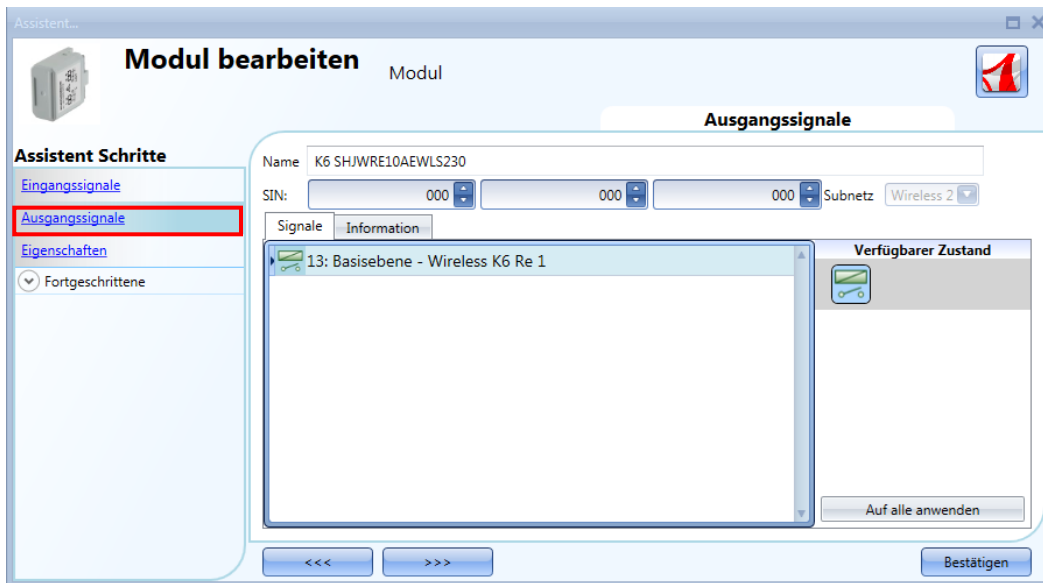 Assistent...
Modul bearbeiten Modul
Ausgangssignale
Assistent Schritte
Eingangssignale
Ausgangssignale
Eigenschaften
Fortgeschrittene
Name K6 SHJWRE10AEWLS230
SIN: 000 000 000 Subnetz Wireless 2
Signale Information
13: Basisebene - Wireless K6 Re 1
Verfügbarer Zustand
Auf alle anwenden
<<< >>> Bestätigen